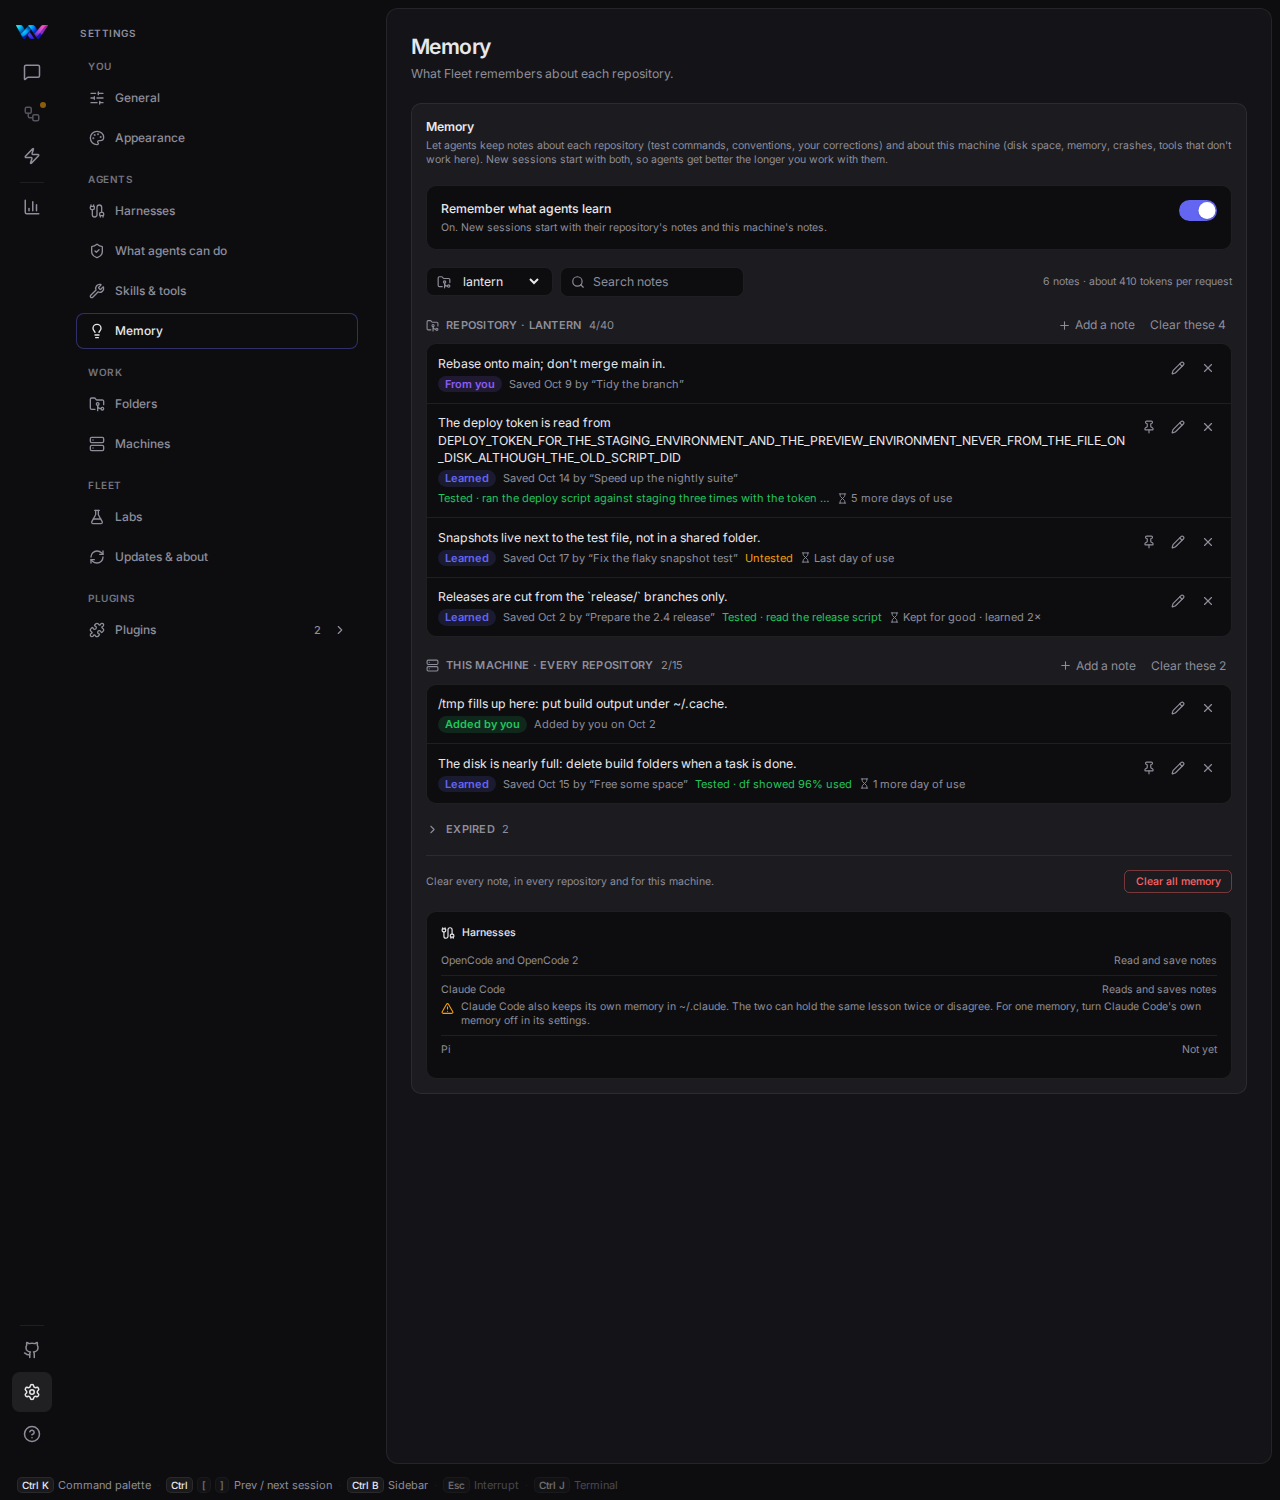 SETTINGS
YOU
General
Appearance
AGENTS
Harnesses
What agents can do
Skills & tools
Memory
WORK
Folders
Machines
FLEET
Labs
Updates & about
PLUGINS
Plugins 2
Memory
What Fleet remembers about each repository.
Memory
Let agents keep notes about each repository (test commands, conventions, your corrections) and about this machine (disk space, memory, crashes, tools that don't
work here). New sessions start with both, so agents get better the longer you work with them.
Remember what agents learn
On. New sessions start with their repository's notes and this machine's notes.
lantern
Search notes
6 notes · about 410 tokens per request
REPOSITORY · LANTERN 4/40
Add a note
Clear these 4
Rebase onto main; don't merge main in.
From you Saved Oct 9 by “Tidy the branch”
The deploy token is read from
DEPLOY_TOKEN_FOR_THE_STAGING_ENVIRONMENT_AND_THE_PREVIEW_ENVIRONMENT_NEVER_FROM_THE_FILE_ON
_DISK_ALTHOUGH_THE_OLD_SCRIPT_DID
Learned Saved Oct 14 by “Speed up the nightly suite”
Tested · ran the deploy script against staging three times with the token … 5 more days of use
Snapshots live next to the test file, not in a shared folder.
Learned Saved Oct 17 by “Fix the flaky snapshot test” Untested Last day of use
Releases are cut from the `release/` branches only.
Learned Saved Oct 2 by “Prepare the 2.4 release” Tested · read the release script Kept for good · learned 2×
THIS MACHINE · EVERY REPOSITORY 2/15
Add a note
Clear these 2
/tmp fills up here: put build output under ~/.cache.
Added by you Added by you on Oct 2
The disk is nearly full: delete build folders when a task is done.
Learned Saved Oct 15 by “Free some space” Tested · df showed 96% used 1 more day of use
EXPIRED 2
Clear every note, in every repository and for this machine.
Clear all memory
Harnesses
OpenCode and OpenCode 2 Read and save notes
Claude Code Reads and saves notes
Claude Code also keeps its own memory in ~/.claude. The two can hold the same lesson twice or disagree. For one memory, turn Claude Code's own
memory off in its settings.
Pi Not yet
Ctrl K Command palette Ctrl [ ] Prev / next session Ctrl B Sidebar Esc Interrupt Ctrl J Terminal